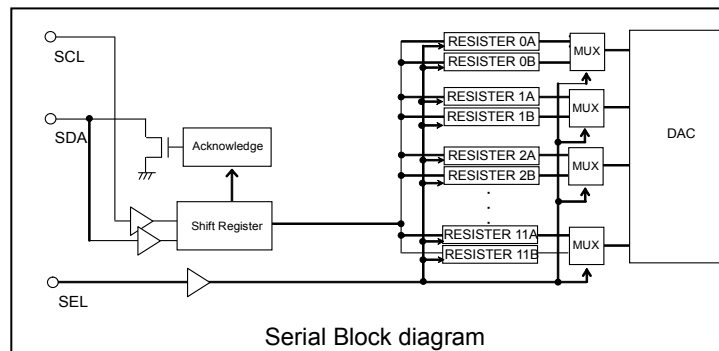 SCL
SDA
SEL
Acknowledge
Shift Register
RESISTER 0A
RESISTER 0B
RESISTER 1A
RESISTER 1B
RESISTER 2A
RESISTER 2B
.
.
.
RESISTER 11A
RESISTER 11B
MUX
MUX
MUX
MUX
DAC
Serial Block diagram